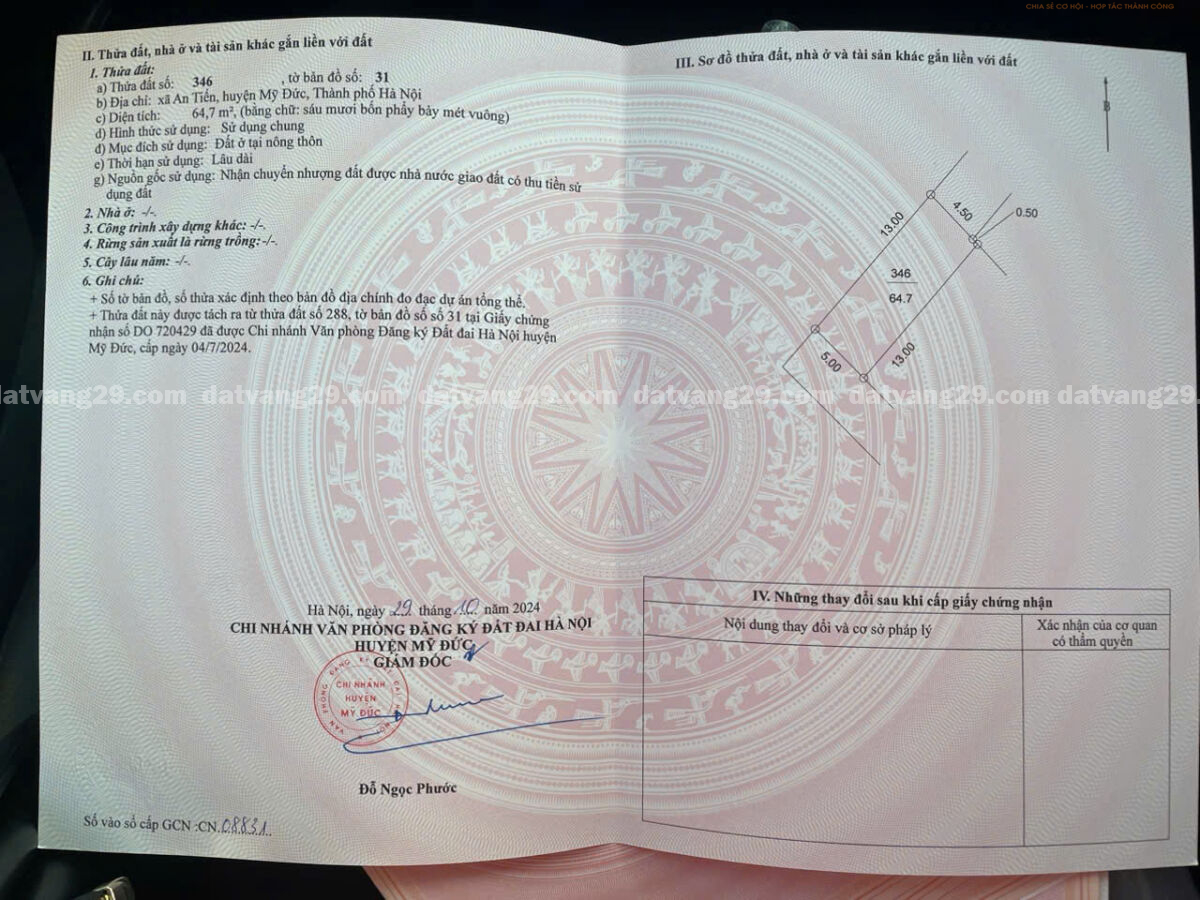 CHIA SẺ CƠ HỘI - HỢP TÁC THÀNH CÔNG
II. Thửa đất, nhà ở và tài sản khác gắn liền với đất
1. Thửa đất:
a) Thửa đất số: 346 , tờ bản đồ số: 31
b) Địa chỉ: xã An Tiến, huyện Mỹ Đức, Thành phố Hà Nội
c) Diện tích: 64,7 m², (bằng chữ: sáu mươi bốn phẩy bảy mét vuông)
d) Hình thức sử dụng: Sử dụng chung
đ) Mục đích sử dụng: Đất ở tại nông thôn
e) Thời hạn sử dụng: Lâu dài
g) Nguồn gốc sử dụng: Nhận chuyển nhượng đất được nhà nước giao đất có thu tiền sử
dụng đất
2. Nhà ở: -/-.
3. Công trình xây dựng khác: -/-.
4. Rừng sản xuất là rừng trồng:-/-.
5. Cây lâu năm: -/-.
6. Ghi chú:
+ Số tờ bản đồ, số thửa xác định theo bản đồ địa chính đo đạc dự án tổng thể.
+ Thửa đất này được tách ra từ thửa đất số 288, tờ bản đồ số số 31 tại Giấy chứng
nhận số DO 720429 đã được Chi nhánh Văn phòng Đăng ký Đất đai Hà Nội huyện
Mỹ Đức, cấp ngày 04/7/2024.
Hà Nội, ngày 29 tháng 10 năm 2024
CHI NHÁNH VĂN PHÒNG ĐĂNG KÝ ĐẤT ĐAI HÀ NỘI
HUYỆN MỸ ĐỨC
GIÁM ĐỐC
CHI NHÁNH
HUYỆN
MỸ ĐỨC
Đỗ Ngọc Phước
Số vào sổ cấp GCN :CN.08831.
III. Sơ đồ thửa đất, nhà ở và tài sản khác gắn liền với đất
B
13.00
4.50
0.50
346
64.7
5.00
13.00
datvang29.com datvang29.com datvang29.com datvang29.com datvang29.com datvang29.
IV. Những thay đổi sau khi cấp giấy chứng nhận
Nội dung thay đổi và cơ sở pháp lý
Xác nhận của cơ quan
có thẩm quyền